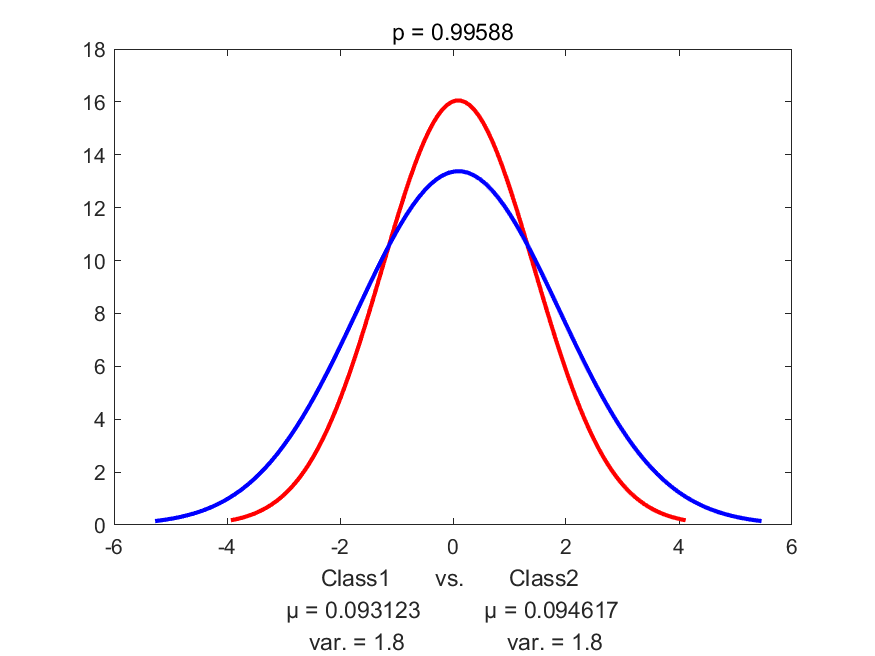 p = 0.99588
18
16
14
12
10
8
6
4
2
0
-6 -4 -2 0 2 4 6
Class1 vs. Class2
μ = 0.093123 μ = 0.094617
var. = 1.8 var. = 1.8